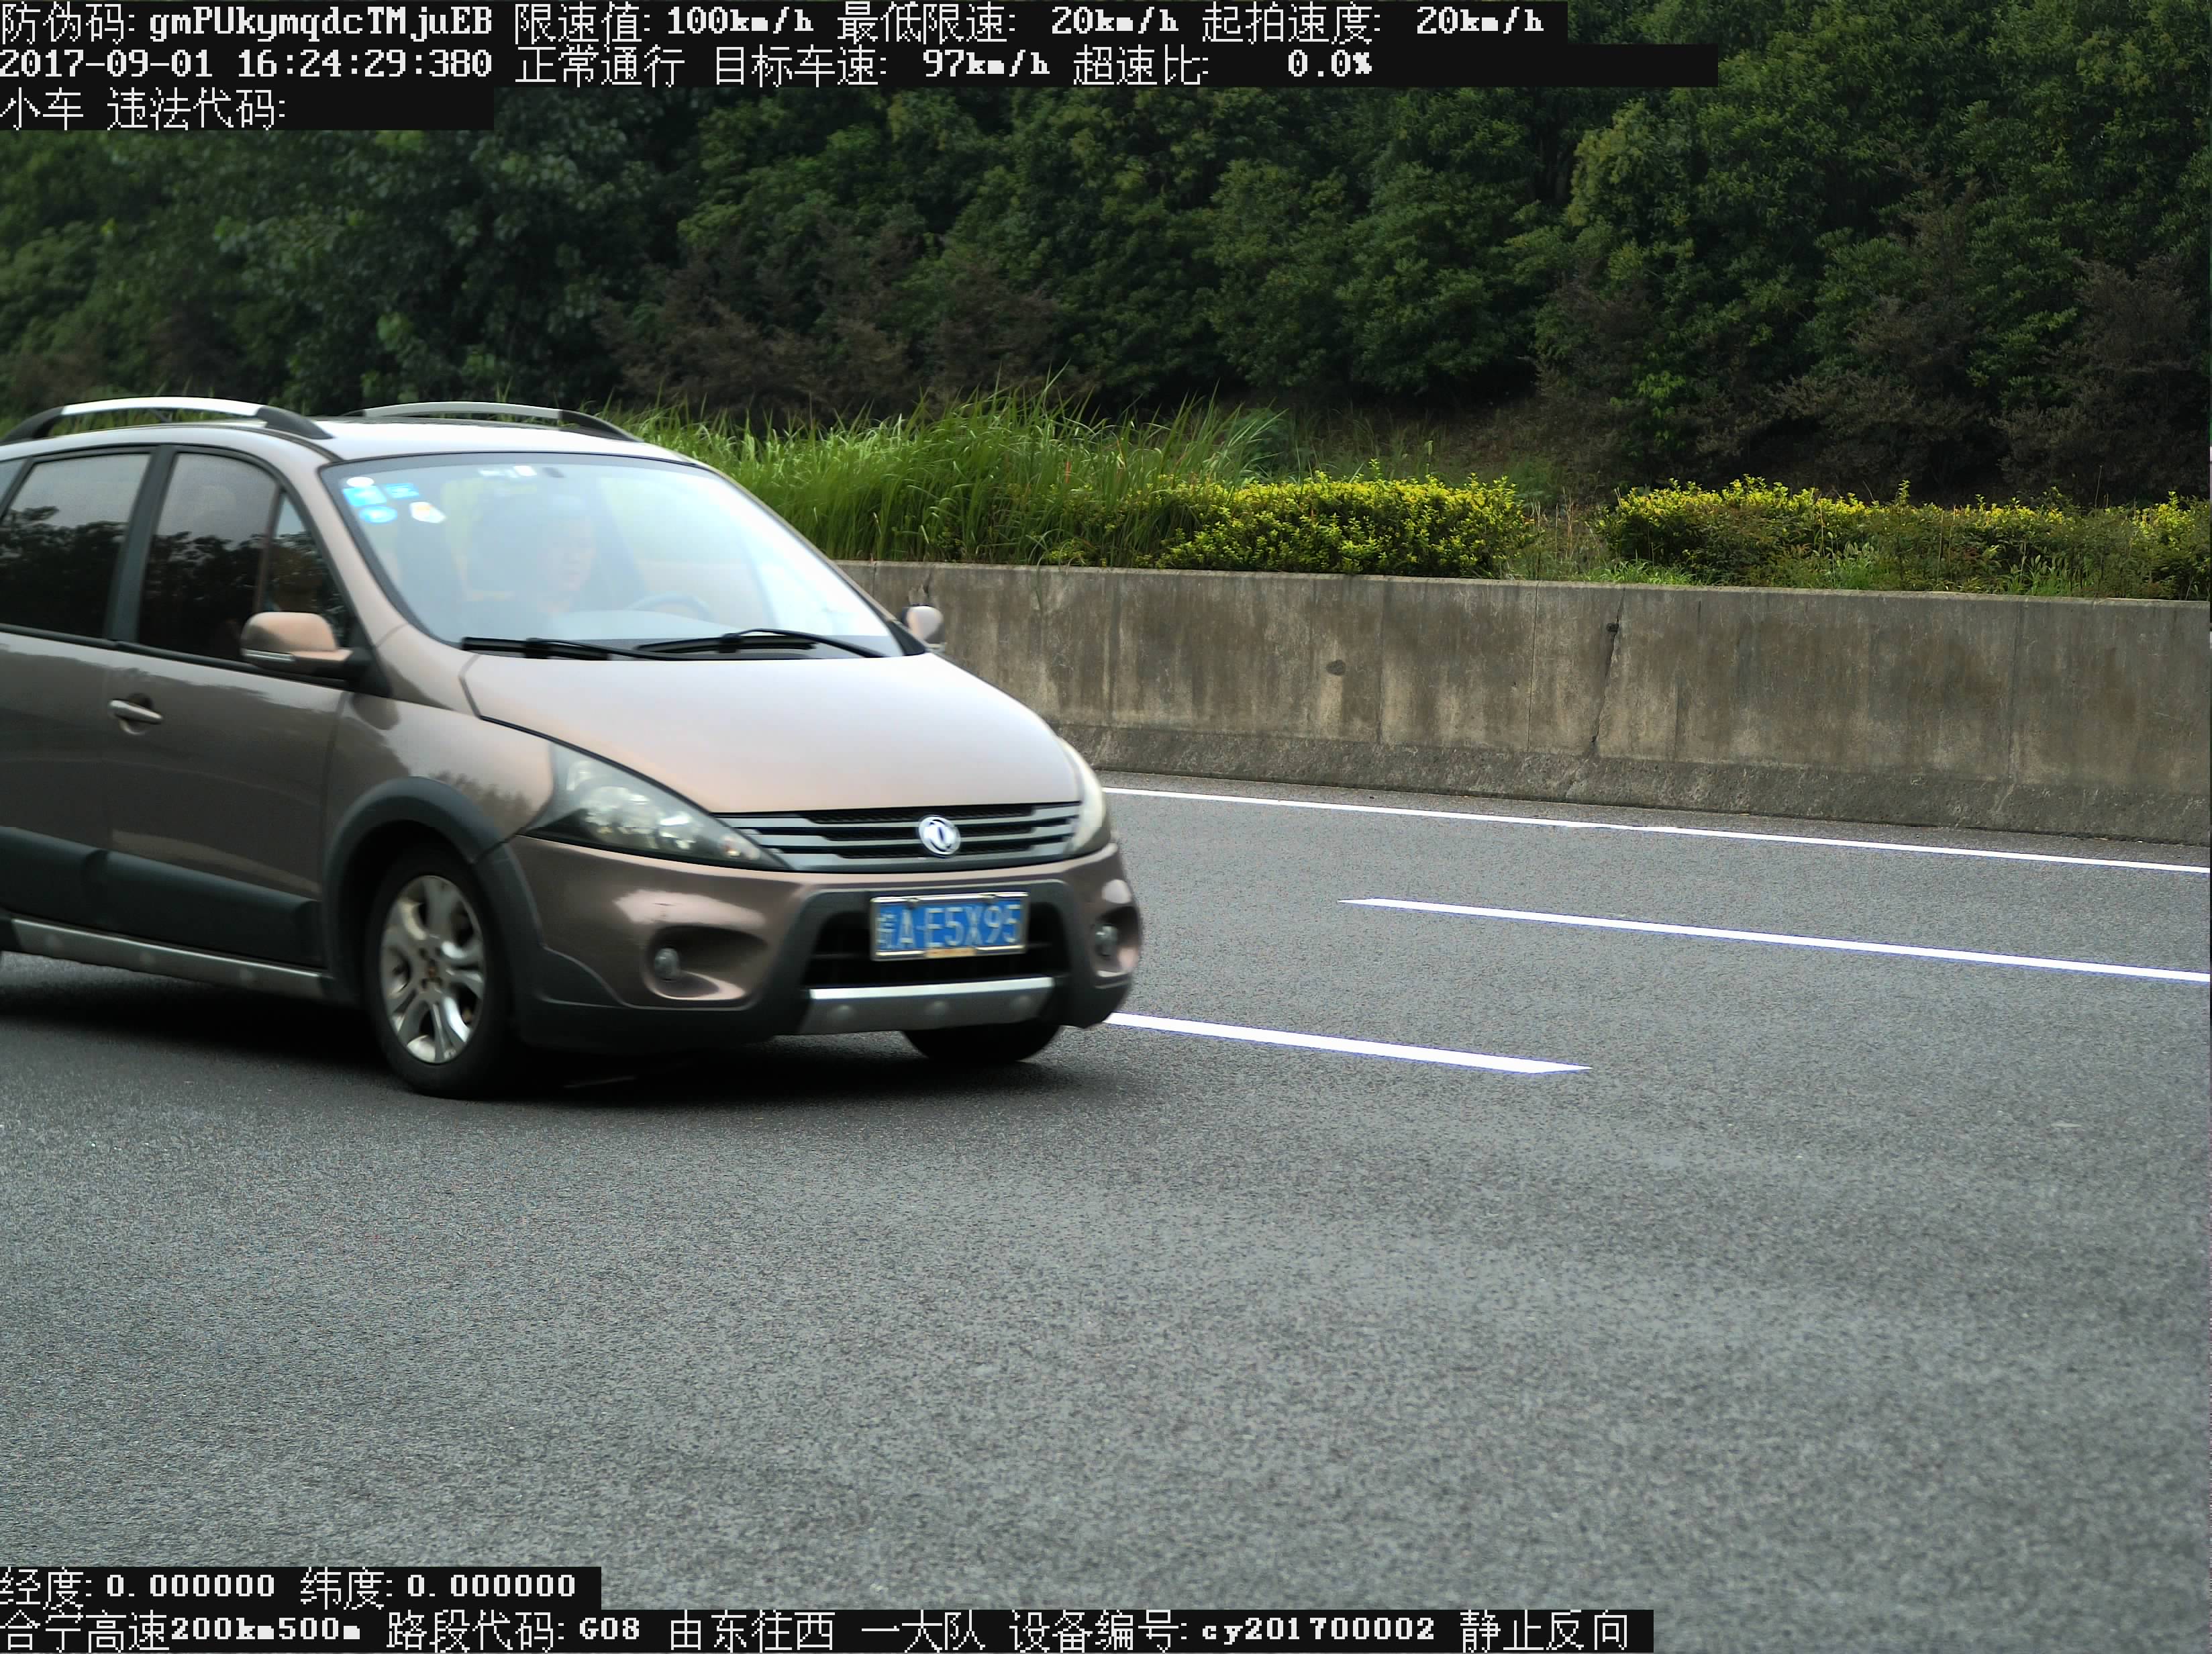 防伪码: gmPUkymqdcTMjuEB 限速值: 100km/h 最低限速: 20km/h 起拍速度: 20km/h
2017-09-01 16:24:29:380 正常通行 目标车速: 97km/h 超速比: 0.0%
小车 违法代码:
皖A·E5X95
经度: 0.000000 纬度: 0.000000
合宁高速200km500m 路段代码: G08 由东往西 一大队 设备编号: cy201700002 静止反向